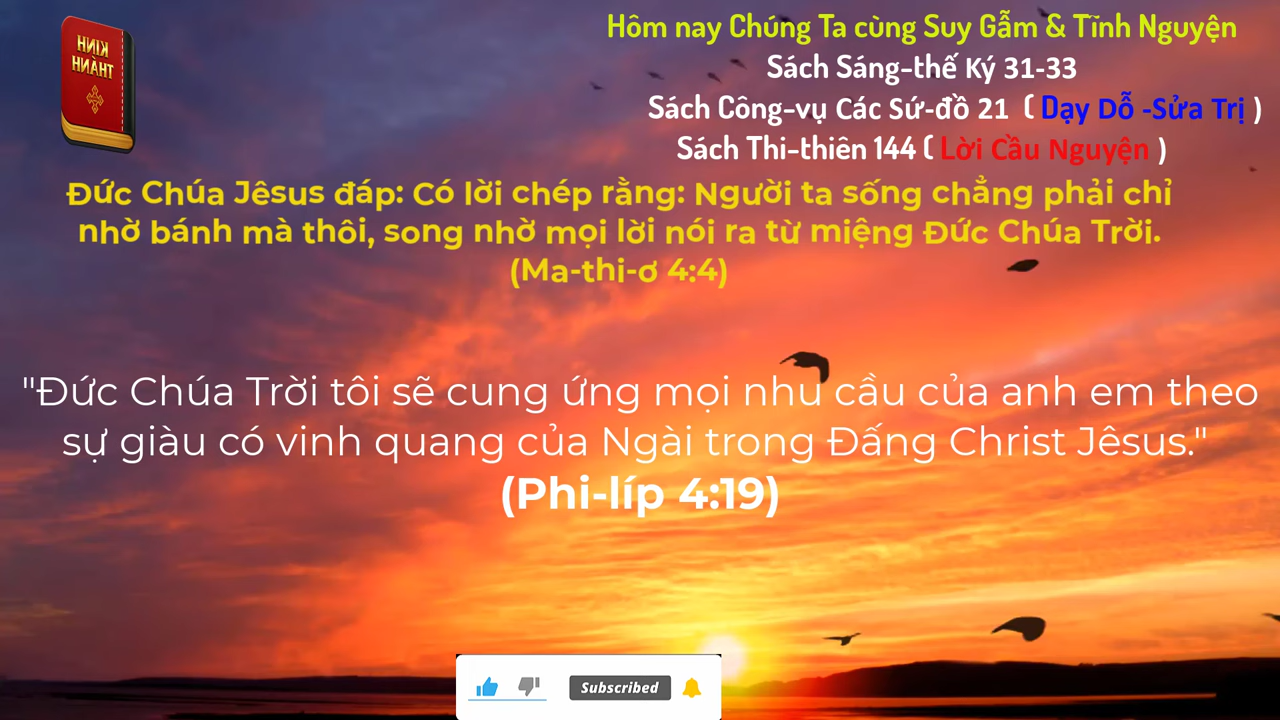 KINH
THÁNH
Hôm nay Chúng Ta cùng Suy Gẫm & Tĩnh Nguyện
Sách Sáng-thế Ký 31-33
Sách Công-vụ Các Sứ-đồ 21 ( Dạy Dỗ -Sửa Trị )
Sách Thi-thiên 144 ( Lời Cầu Nguyện )
Đức Chúa Jêsus đáp: Có lời chép rằng: Người ta sống chẳng phải chỉ
nhờ bánh mà thôi, song nhờ mọi lời nói ra từ miệng Đức Chúa Trời.
(Ma-thi-ơ 4:4)
"Đức Chúa Trời tôi sẽ cung ứng mọi nhu cầu của anh em theo
sự giàu có vinh quang của Ngài trong Đấng Christ Jêsus."
(Phi-líp 4:19)
Subscribed